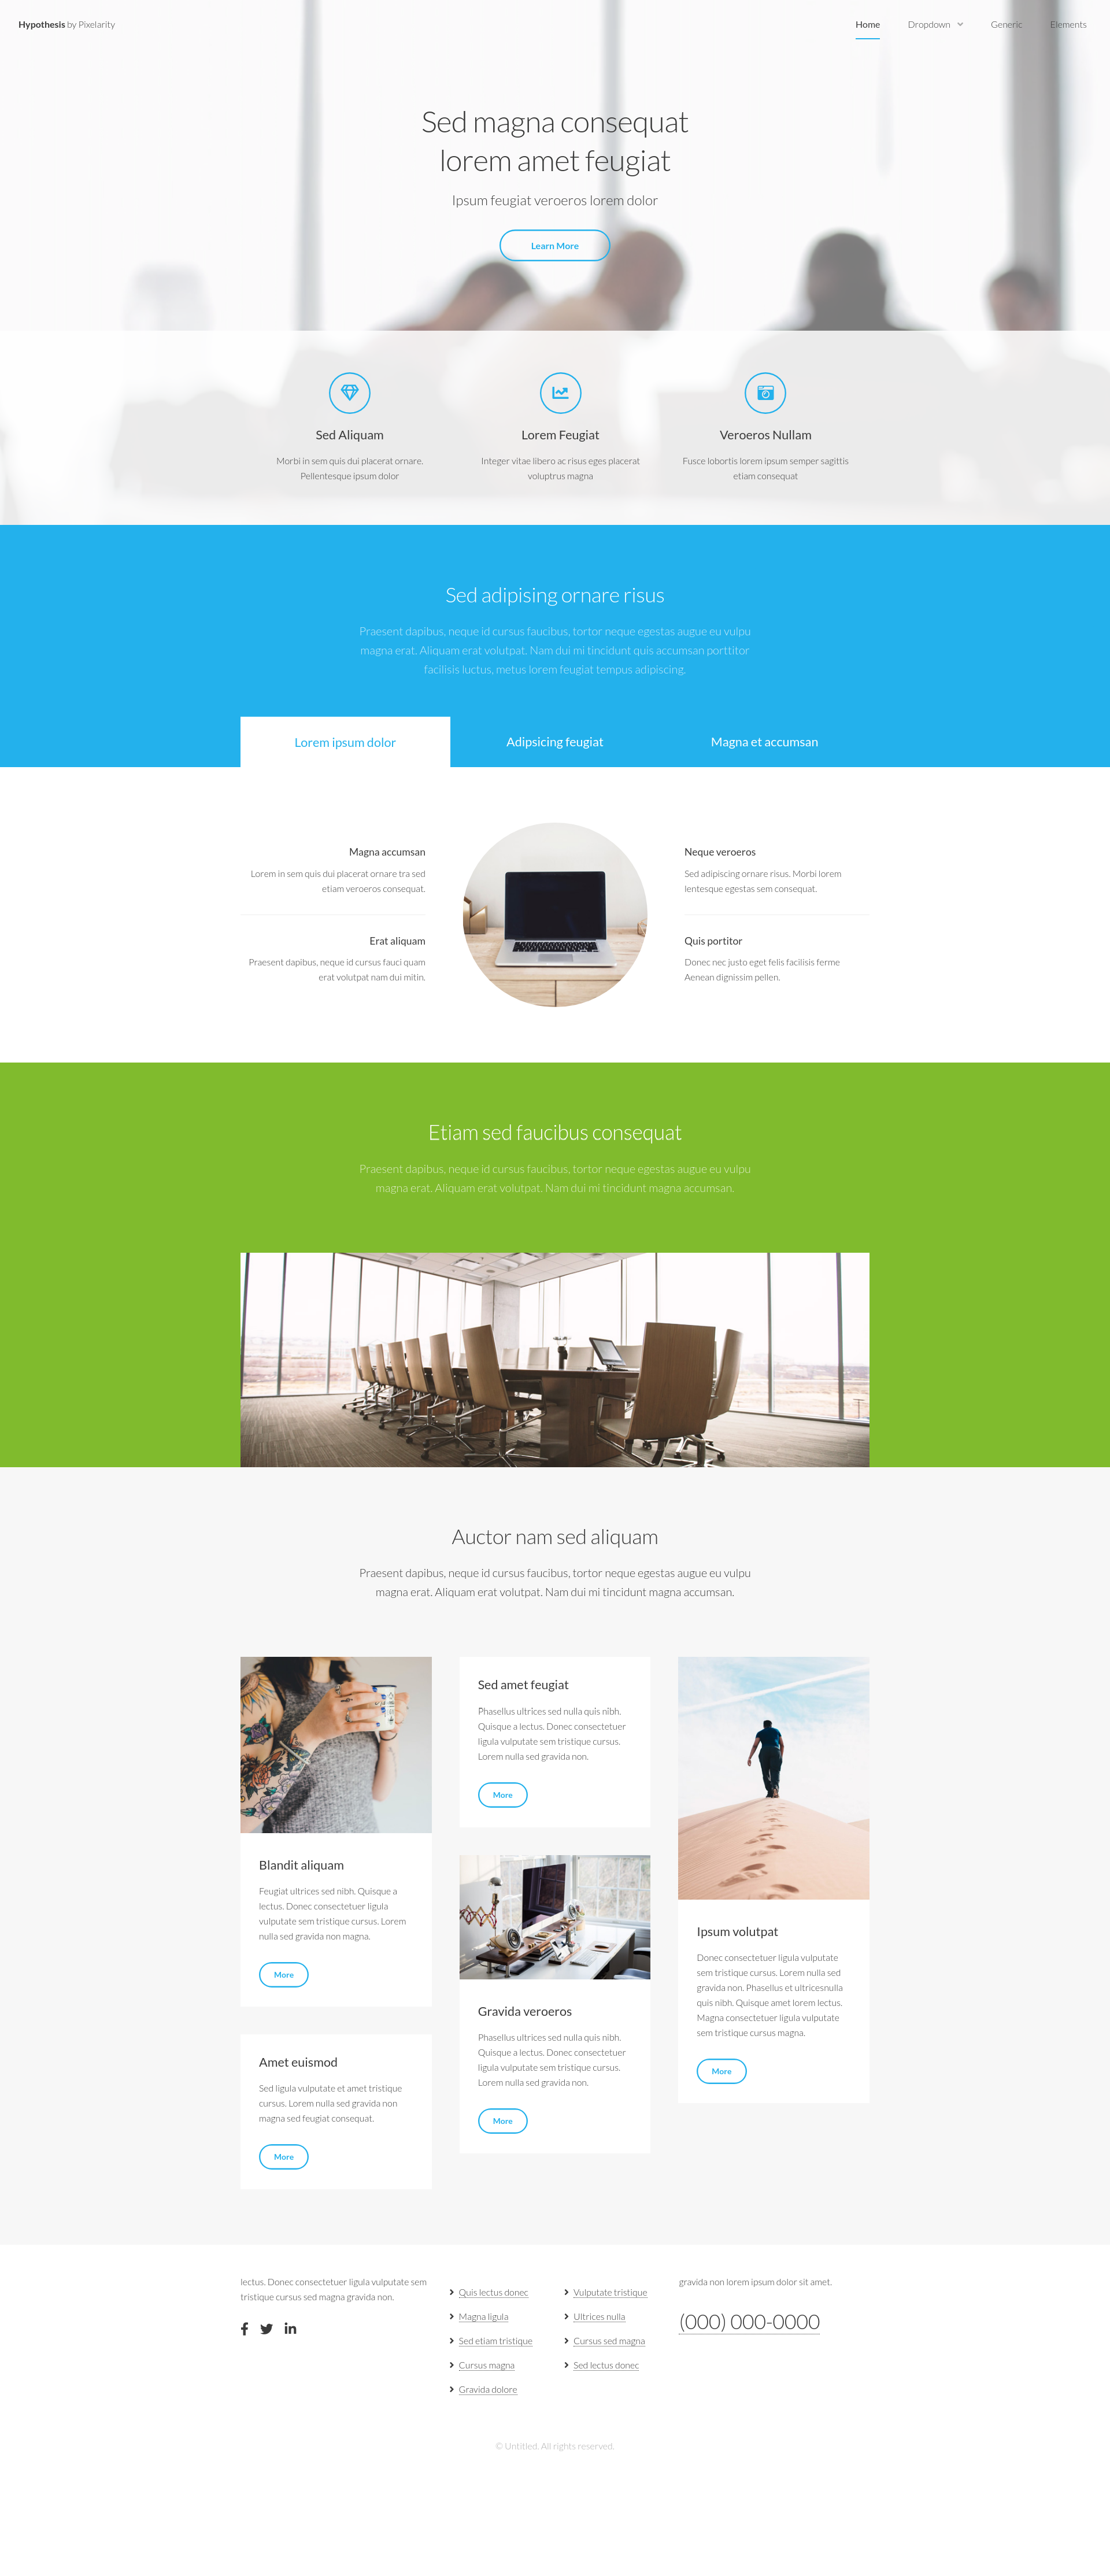 Hypothesis by Pixelarity
Home
Dropdown
Generic
Elements
Sed magna consequat
lorem amet feugiat
Ipsum feugiat veroeros lorem dolor
Learn More
Sed Aliquam
Morbi in sem quis dui placerat ornare.
Pellentesque ipsum dolor
Lorem Feugiat
Integer vitae libero ac risus eges placerat
voluptrus magna
Veroeros Nullam
Fusce lobortis lorem ipsum semper sagittis
etiam consequat
Sed adipising ornare risus
Praesent dapibus, neque id cursus faucibus, tortor neque egestas augue eu vulpu
magna erat. Aliquam erat volutpat. Nam dui mi tincidunt quis accumsan porttitor
facilisis luctus, metus lorem feugiat tempus adipiscing.
Lorem ipsum dolor
Adipsicing feugiat
Magna et accumsan
Magna accumsan
Lorem in sem quis dui placerat ornare tra sed
etiam veroeros consequat.
Erat aliquam
Praesent dapibus, neque id cursus fauci quam
erat volutpat nam dui mitin.
Neque veroeros
Sed adipiscing ornare risus. Morbi lorem
lentesque egestas sem consequat.
Quis portitor
Donec nec justo eget felis facilisis ferme
Aenean dignissim pellen.
Etiam sed faucibus consequat
Praesent dapibus, neque id cursus faucibus, tortor neque egestas augue eu vulpu
magna erat. Aliquam erat volutpat. Nam dui mi tincidunt magna accumsan.
Auctor nam sed aliquam
Praesent dapibus, neque id cursus faucibus, tortor neque egestas augue eu vulpu
magna erat. Aliquam erat volutpat. Nam dui mi tincidunt magna accumsan.
Blandit aliquam
Feugiat ultrices sed nibh. Quisque a
lectus. Donec consectetuer ligula
vulputate sem tristique cursus. Lorem
nulla sed gravida non magna.
More
Amet euismod
Sed ligula vulputate et amet tristique
cursus. Lorem nulla sed gravida non
magna sed feugiat consequat.
More
Sed amet feugiat
Phasellus ultrices sed nulla quis nibh.
Quisque a lectus. Donec consectetuer
ligula vulputate sem tristique cursus.
Lorem nulla sed gravida non.
More
Gravida veroeros
Phasellus ultrices sed nulla quis nibh.
Quisque a lectus. Donec consectetuer
ligula vulputate sem tristique cursus.
Lorem nulla sed gravida non.
More
Ipsum volutpat
Donec consectetuer ligula vulputate
sem tristique cursus. Lorem nulla sed
gravida non. Phasellus et ultricesnulla
quis nibh. Quisque amet lorem lectus.
Magna consectetuer ligula vulputate
sem tristique cursus magna.
More
lectus. Donec consectetuer ligula vulputate sem
tristique cursus sed magna gravida non.
Quis lectus donec
Magna ligula
Sed etiam tristique
Cursus magna
Gravida dolore
Vulputate tristique
Ultrices nulla
Cursus sed magna
Sed lectus donec
gravida non lorem ipsum dolor sit amet.
(000) 000-0000
© Untitled. All rights reserved.